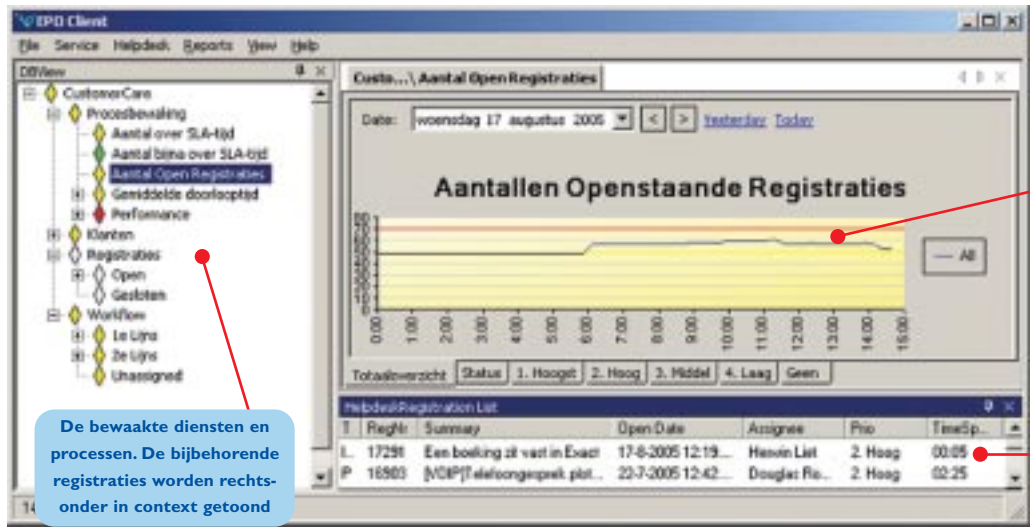 EPD Client
File Service Helpdesk Reports View Help
DBView
CustomerCare
Procesbewaking
Aantal over SLA-tijd
Aantal bijna over SLA-tijd
Aantal Open Registraties
Gemiddelde doorlooptijd
Performance
Klanten
Registraties
Open
Gesloten
Workflow
1e Lijns
2e Lijns
Unassigned
De bewaakte diensten en
processen. De bijbehorende
registraties worden rechts-
onder in context getoond
Custo...\ Aantal Open Registraties
Date: woensdag 17 augustus 2005 < > Yesterday Today
Aantallen Openstaande Registraties
80
70
60
50
40
30
20
10
0
All
0:00 1:00 2:00 3:00 4:00 5:00 6:00 7:00 8:00 9:00 10:00 11:00 12:00 13:00 14:00 15:00
Totaaloverzicht Status 1. Hoogst 2. Hoog 3. Middel 4. Laag Geen
HelpdeskRegistration List
T RegNr Summary Open Date Assignee Prio TimeSp...
I.. 17291 Een boeking zit vast in Exact 17-8-2005 12:19... Henvin List 2. Hoog 00:05
P 16903 [VOIP]Telefoongesprek plot... 22-7-2005 12:42... Douglas Ro... 2. Hoog 02:25
14